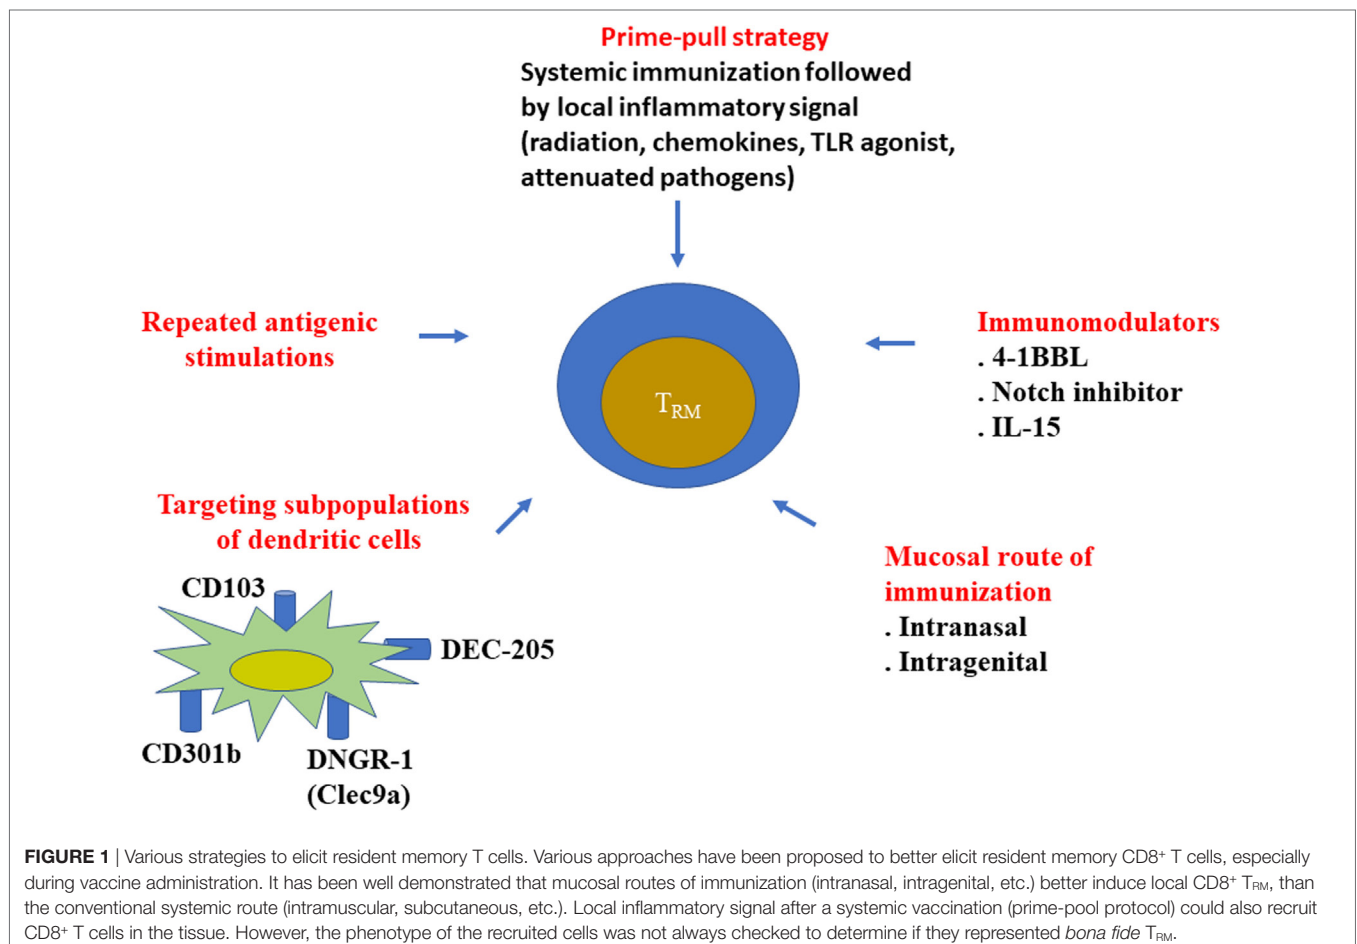 Prime-pull strategy
Systemic immunization followed
by local inflammatory signal
(radiation, chemokines, TLR agonist,
attenuated pathogens)
Repeated antigenic
stimulations
Immunomodulators
. 4-1BBL
. Notch inhibitor
. IL-15
T_RM
Targeting subpopulations
of dendritic cells
CD103
DEC-205
CD301b
DNGR-1
(Clec9a)
Mucosal route of
immunization
. Intranasal
. Intragenital
FIGURE 1 | Various strategies to elicit resident memory T cells. Various approaches have been proposed to better elicit resident memory CD8⁺ T cells, especially
during vaccine administration. It has been well demonstrated that mucosal routes of immunization (intranasal, intragenital, etc.) better induce local CD8⁺ T_RM, than
the conventional systemic route (intramuscular, subcutaneous, etc.). Local inflammatory signal after a systemic vaccination (prime-pool protocol) could also recruit
CD8⁺ T cells in the tissue. However, the phenotype of the recruited cells was not always checked to determine if they represented bona fide T_RM.